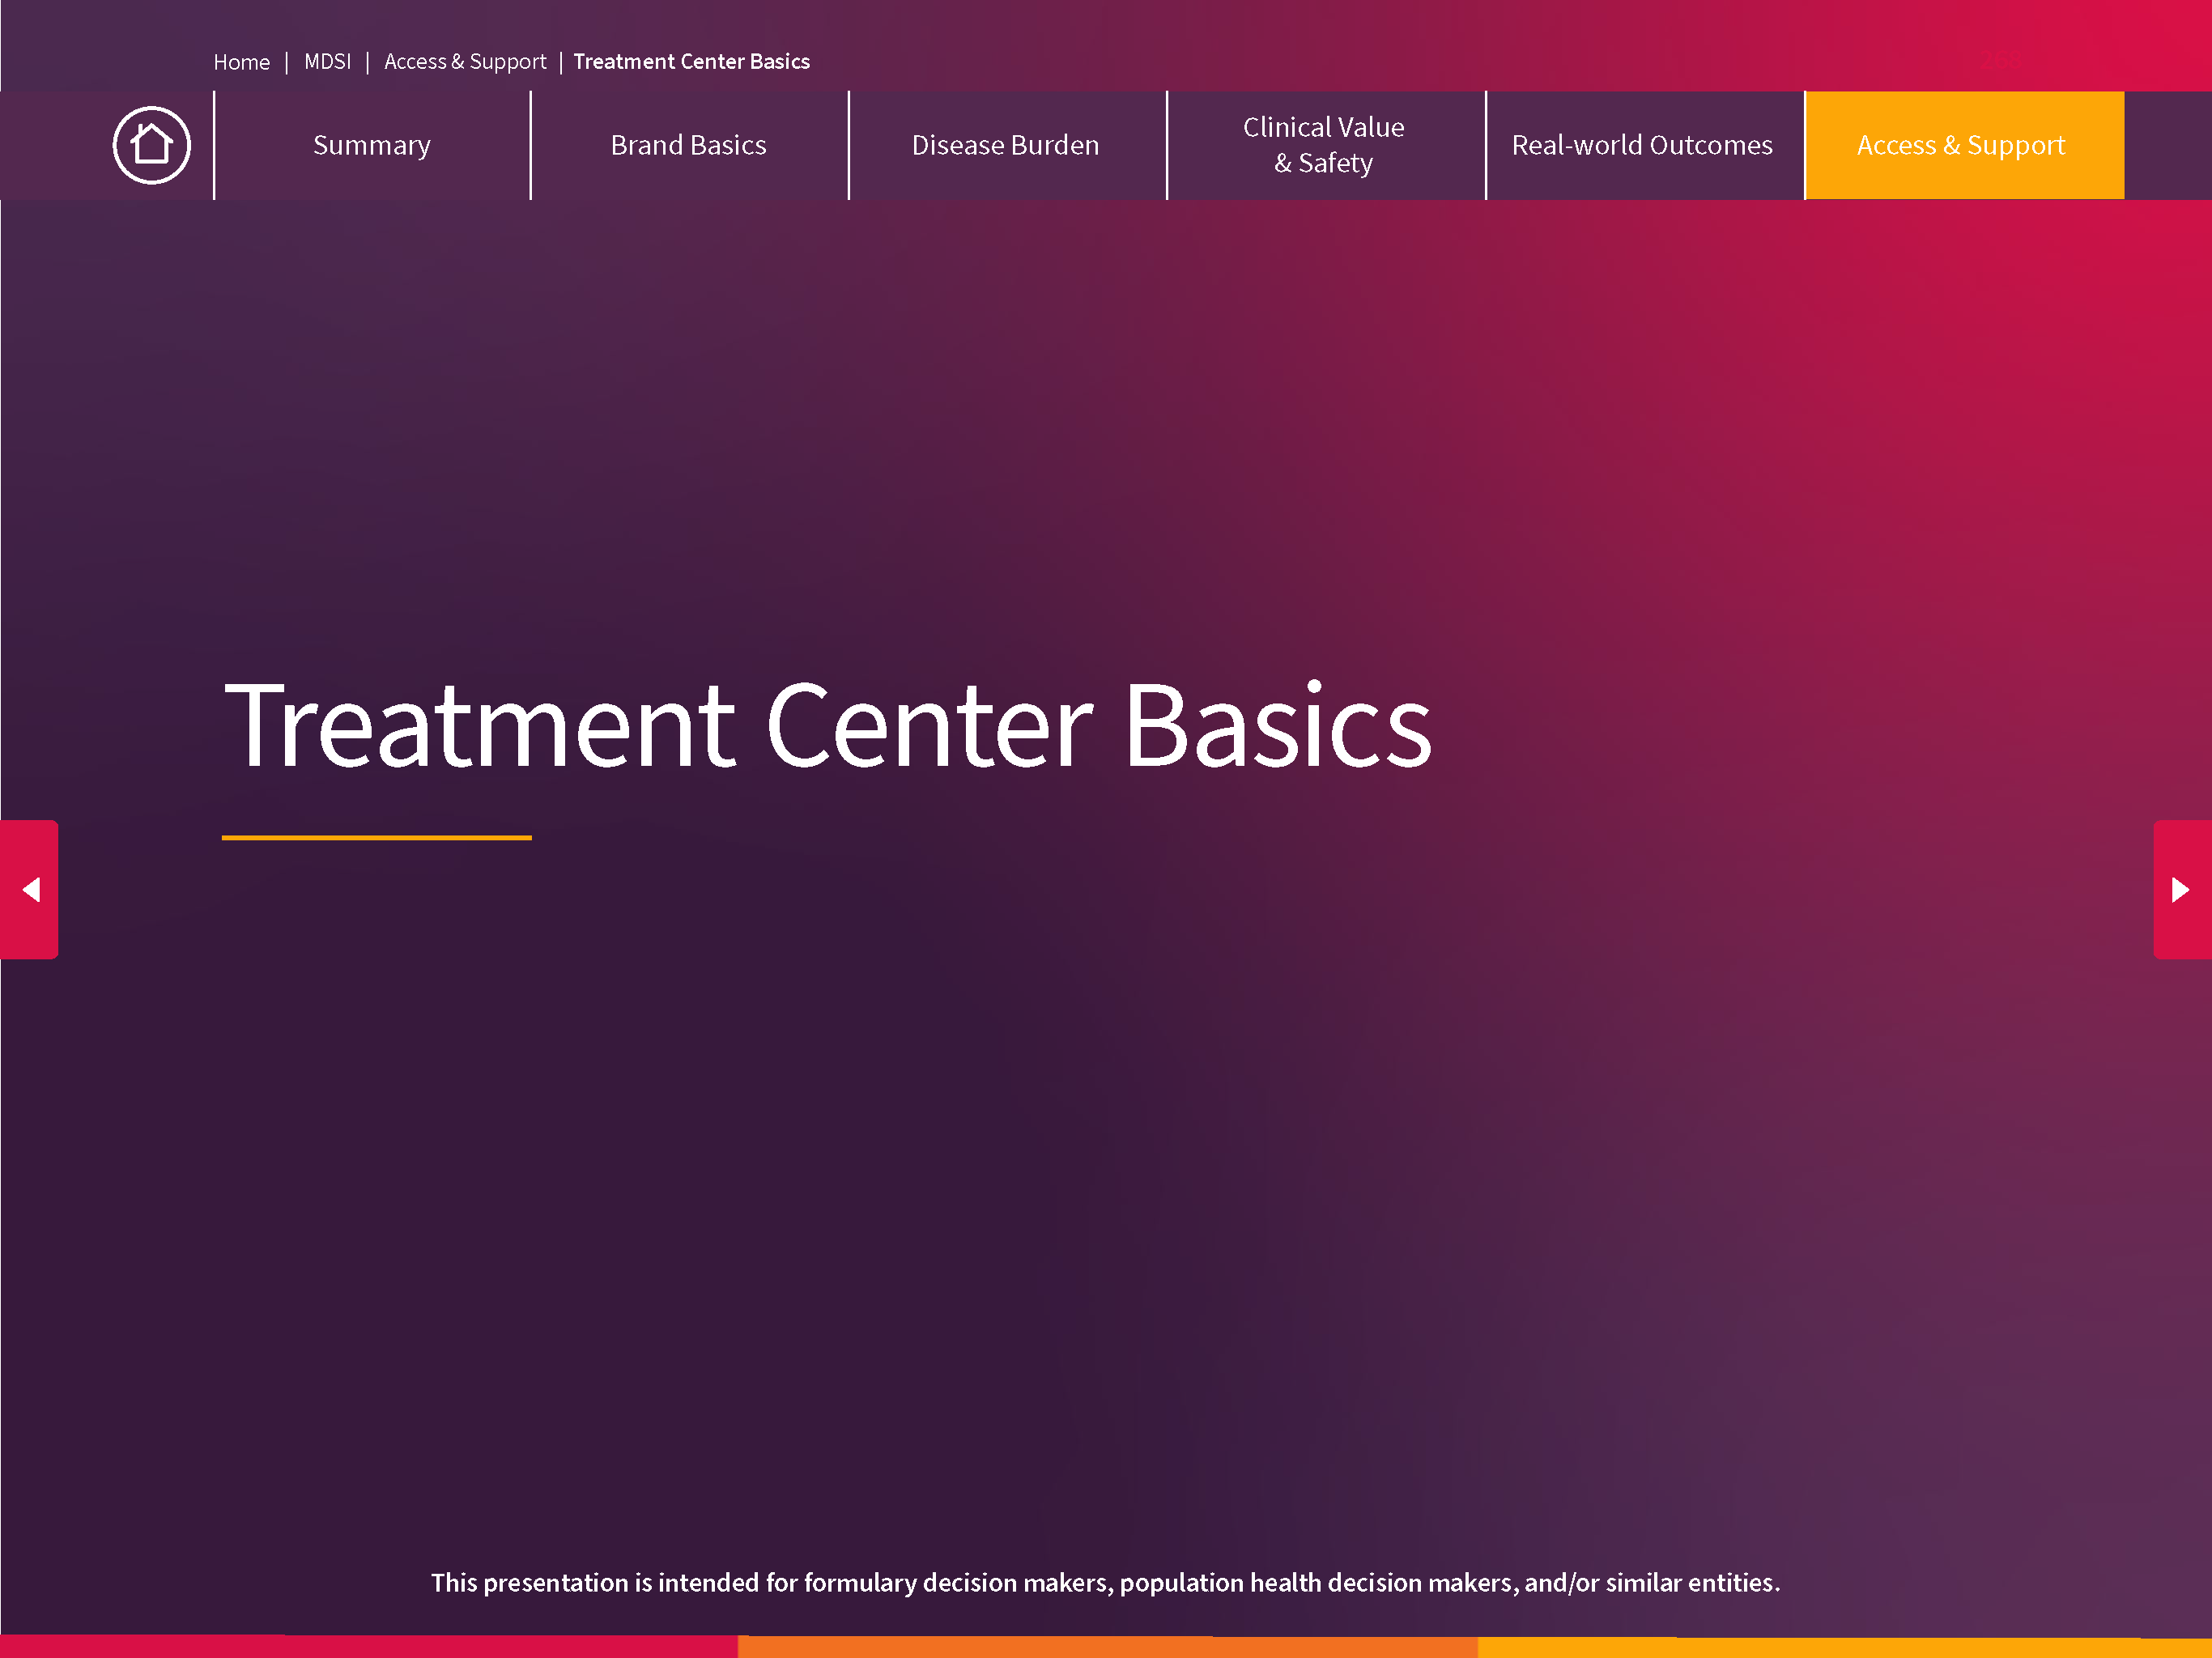 Home | MDSI | Access & Support | Treatment Center Basics
Summary
Brand Basics
Disease Burden
Clinical Value
& Safety
Real-world Outcomes
Access & Support
Treatment Center Basics
This presentation is intended for formulary decision makers, population health decision makers, and/or similar entities.